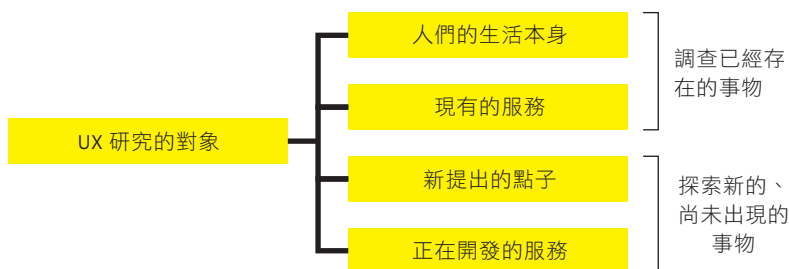 人們的生活本身
調查已經存
在的事物
現有的服務
UX 研究的對象
新提出的點子
探索新的、
尚未出現的
事物
正在開發的服務